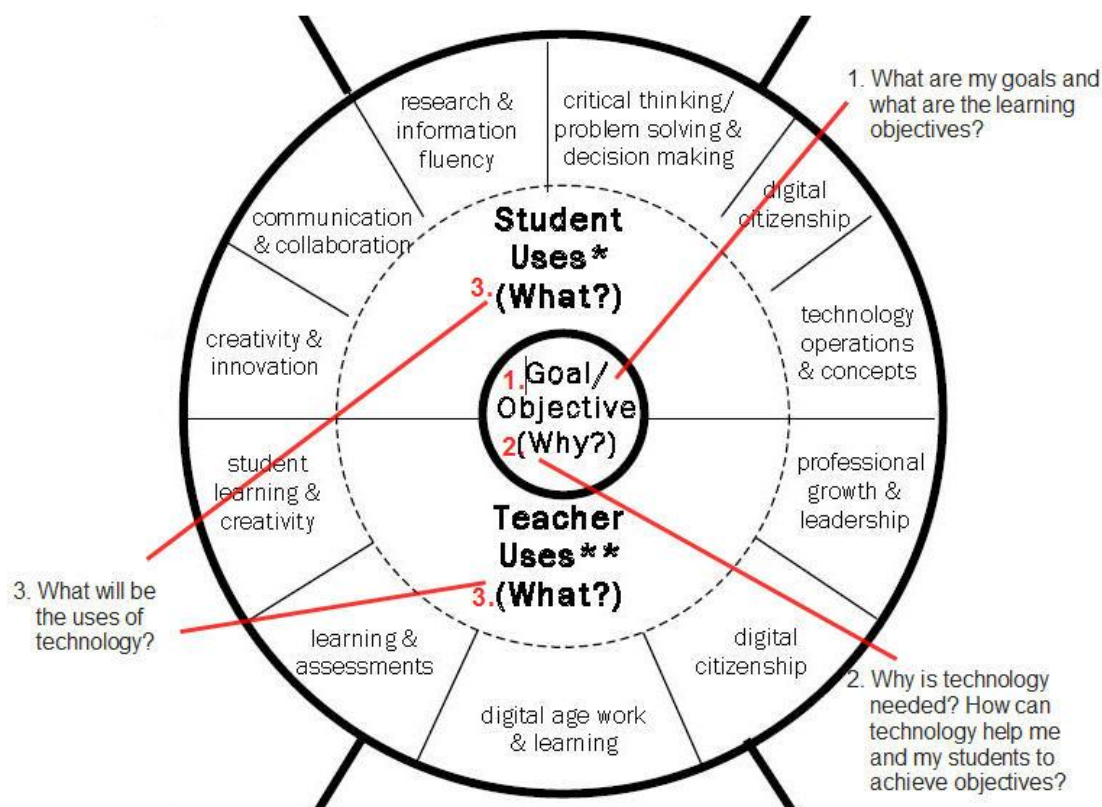 research &
information
fluency
critical thinking/
problem solving &
decision making
1. What are my goals and
what are the learning
objectives?
digital
citizenship
communication
& collaboration
Student
Uses*
3.(What?)
creativity &
innovation
technology
operations
& concepts
1.Goal/
Objective
2.(Why?)
student
learning &
creativity
professional
growth &
leadership
Teacher
Uses**
3.(What?)
3. What will be
the uses of
technology?
learning &
assessments
digital age work
& learning
digital
citizenship
2. Why is technology
needed? How can
technology help me
and my students to
achieve objectives?